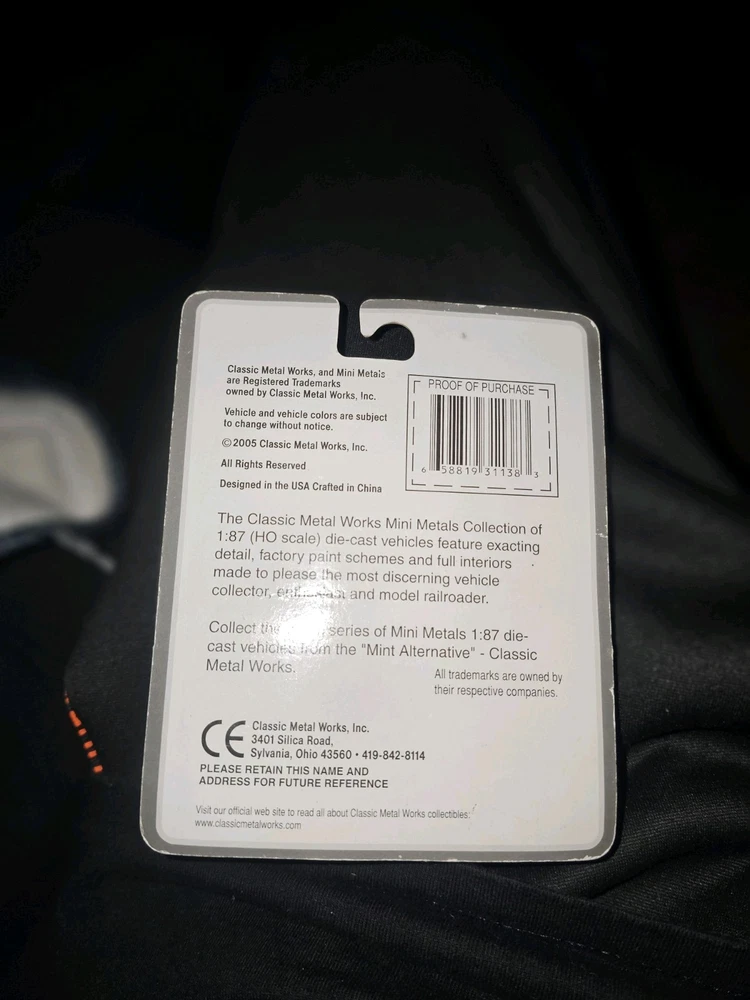 Classic Metal Works, and Mini Metals
are Registered Trademarks
owned by Classic Metal Works, Inc.
Vehicle and vehicle colors are subject
to change without notice.
©2005 Classic Metal Works, Inc.
All Rights Reserved
Designed in the USA Crafted in China
PROOF OF PURCHASE
6 58819 31138 3
The Classic Metal Works Mini Metals Collection of
1:87 (HO scale) die-cast vehicles feature exacting
detail, factory paint schemes and full interiors
made to please the most discerning vehicle
collector, enthusiast and model railroader.
Collect the series of Mini Metals 1:87 die-
cast vehicles from the "Mint Alternative" - Classic
Metal Works.
All trademarks are owned by
their respective companies.
CE
Classic Metal Works, Inc.
3401 Silica Road,
Sylvania, Ohio 43560 • 419-842-8114
PLEASE RETAIN THIS NAME AND
ADDRESS FOR FUTURE REFERENCE
Visit our official web site to read all about Classic Metal Works collectibles:
www.classicmetalworks.com